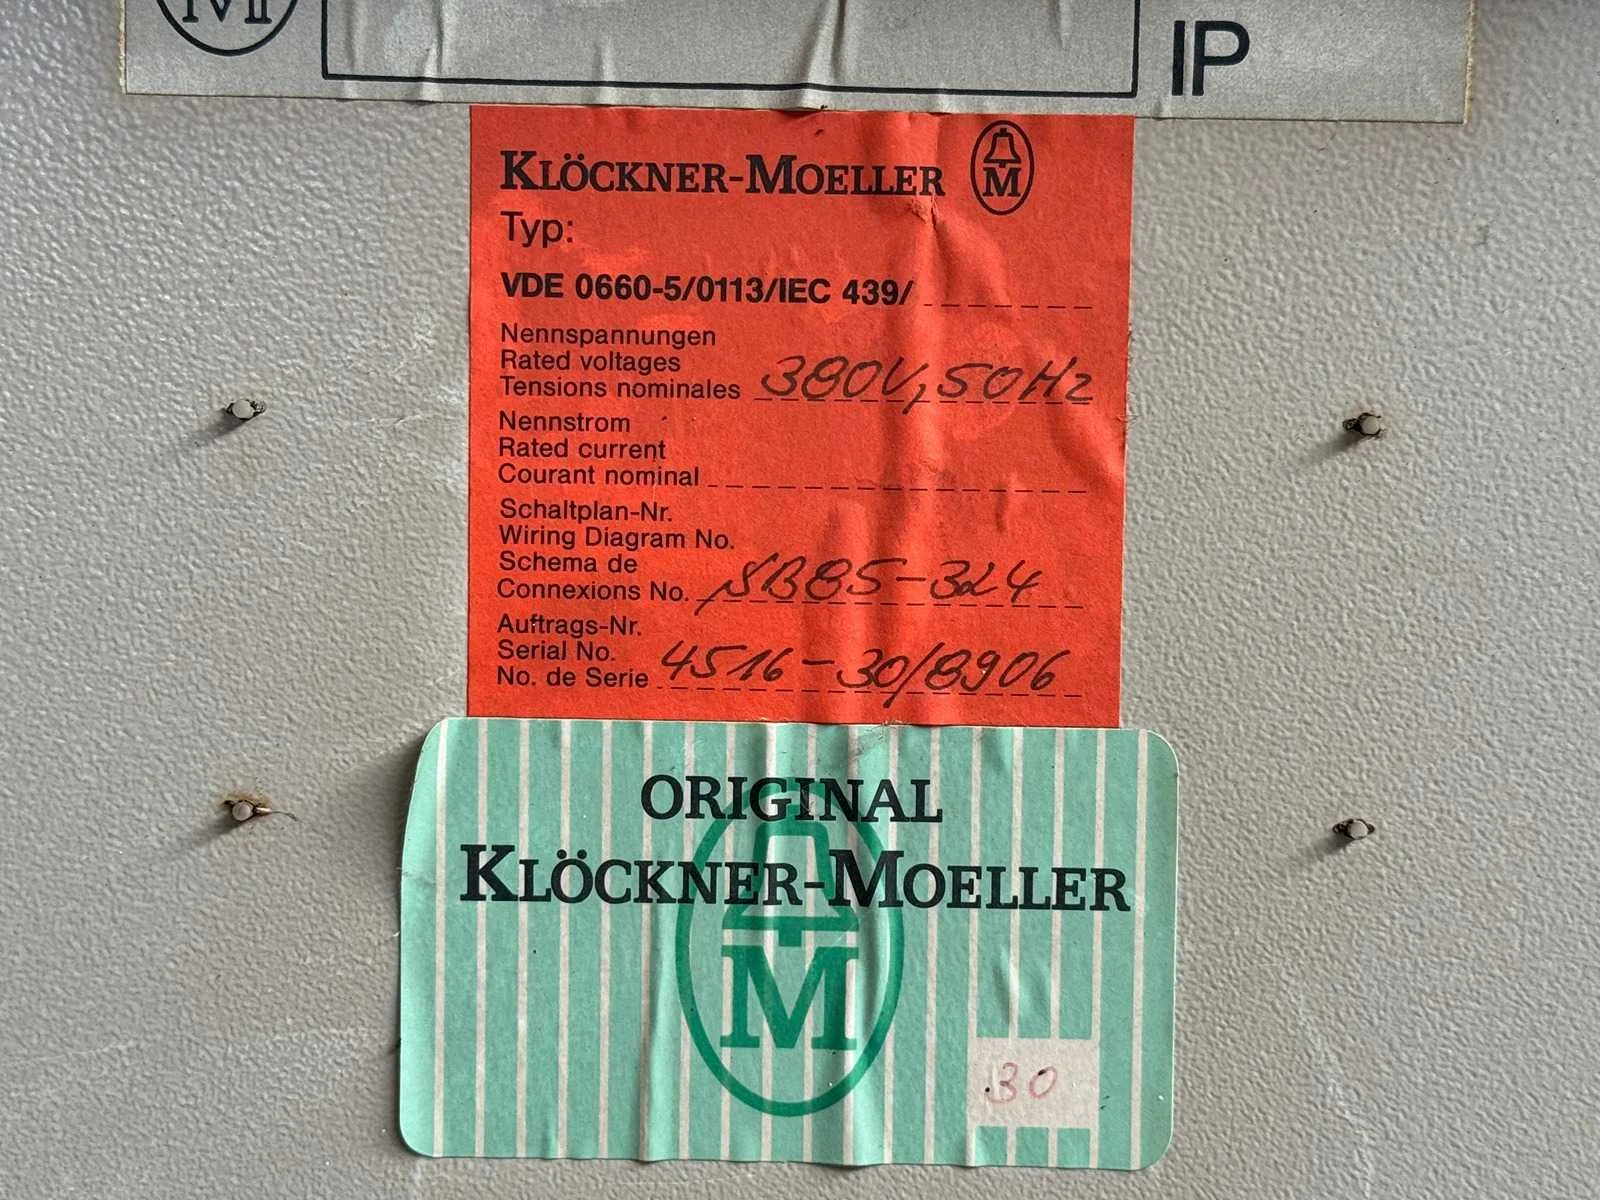 M
IP
KLÖCKNER-MOELLER M
Typ:
VDE 0660-5/0113/IEC 439/
Nennspannungen
Rated voltages
Tensions nominales 380V, 50Hz
Nennstrom
Rated current
Courant nominal
Schaltplan-Nr.
Wiring Diagram No.
Schema de
Connexions No. SB85-324
Auftrags-Nr.
Serial No.
No. de Serie 4516-30/8906
ORIGINAL
KLÖCKNER-MOELLER
M
30